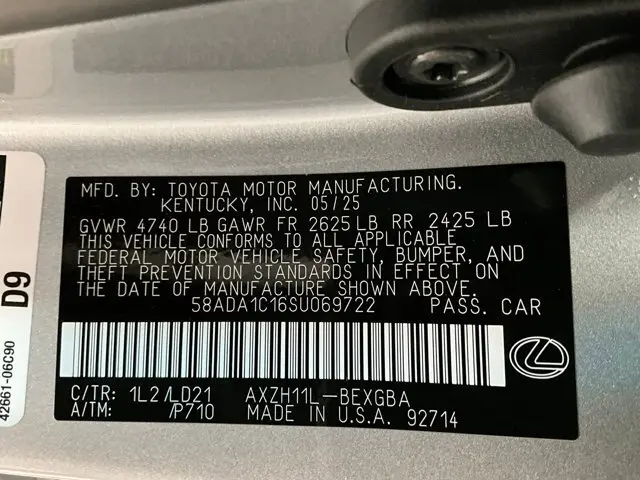 MFD. BY: TOYOTA MOTOR MANUFACTURING.
KENTUCKY, INC. 05/25
GVWR 4740 LB GAWR FR 2625 LB RR 2425 LB
THIS VEHICLE CONFORMS TO ALL APPLICABLE
FEDERAL MOTOR VEHICLE SAFETY, BUMPER, AND
THEFT PREVENTION STANDARDS IN EFFECT ON
THE DATE OF MANUFACTURE SHOWN ABOVE.
58ADA1C16SU069722 PASS. CAR
C/TR: 1L2/LD21 AXZH11L-BEXGBA
A/TM: /P710 MADE IN U.S.A. 92714
D9
42661-06C90